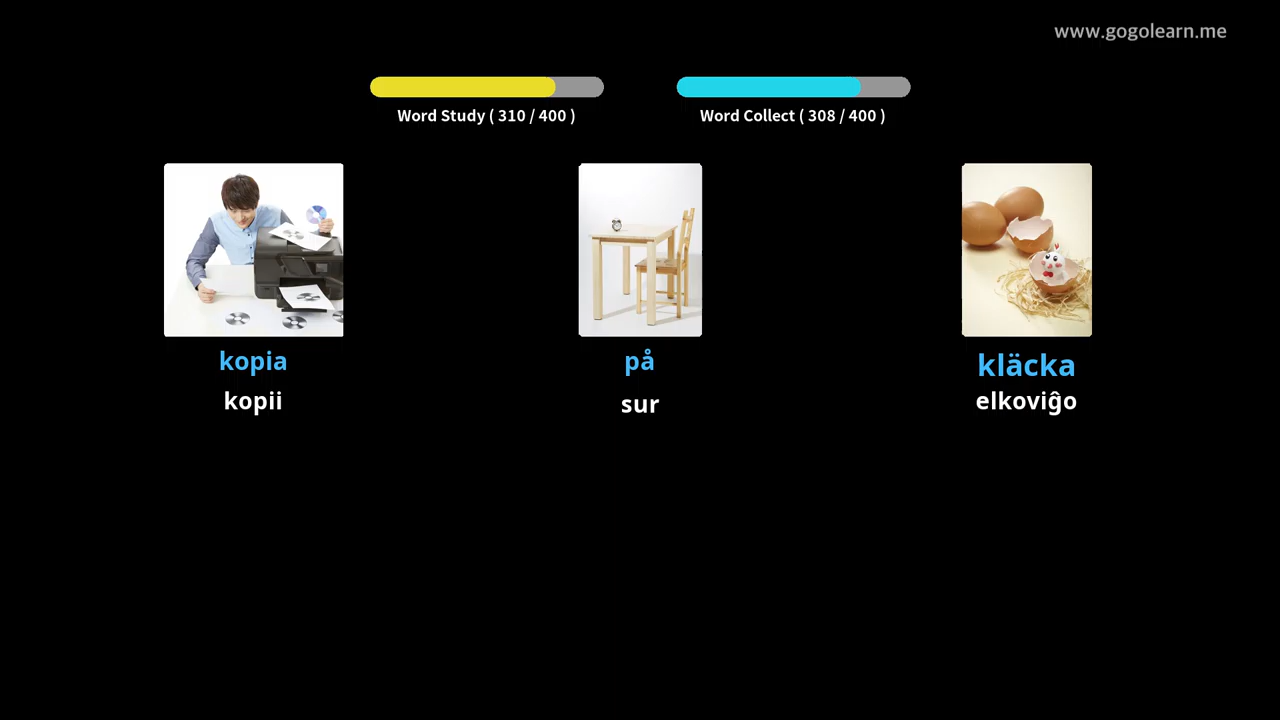 www.gogolearn.me
Word Study ( 310 / 400 )
Word Collect ( 308 / 400 )
kopia
på
kläcka
kopii
sur
elkoviĝo